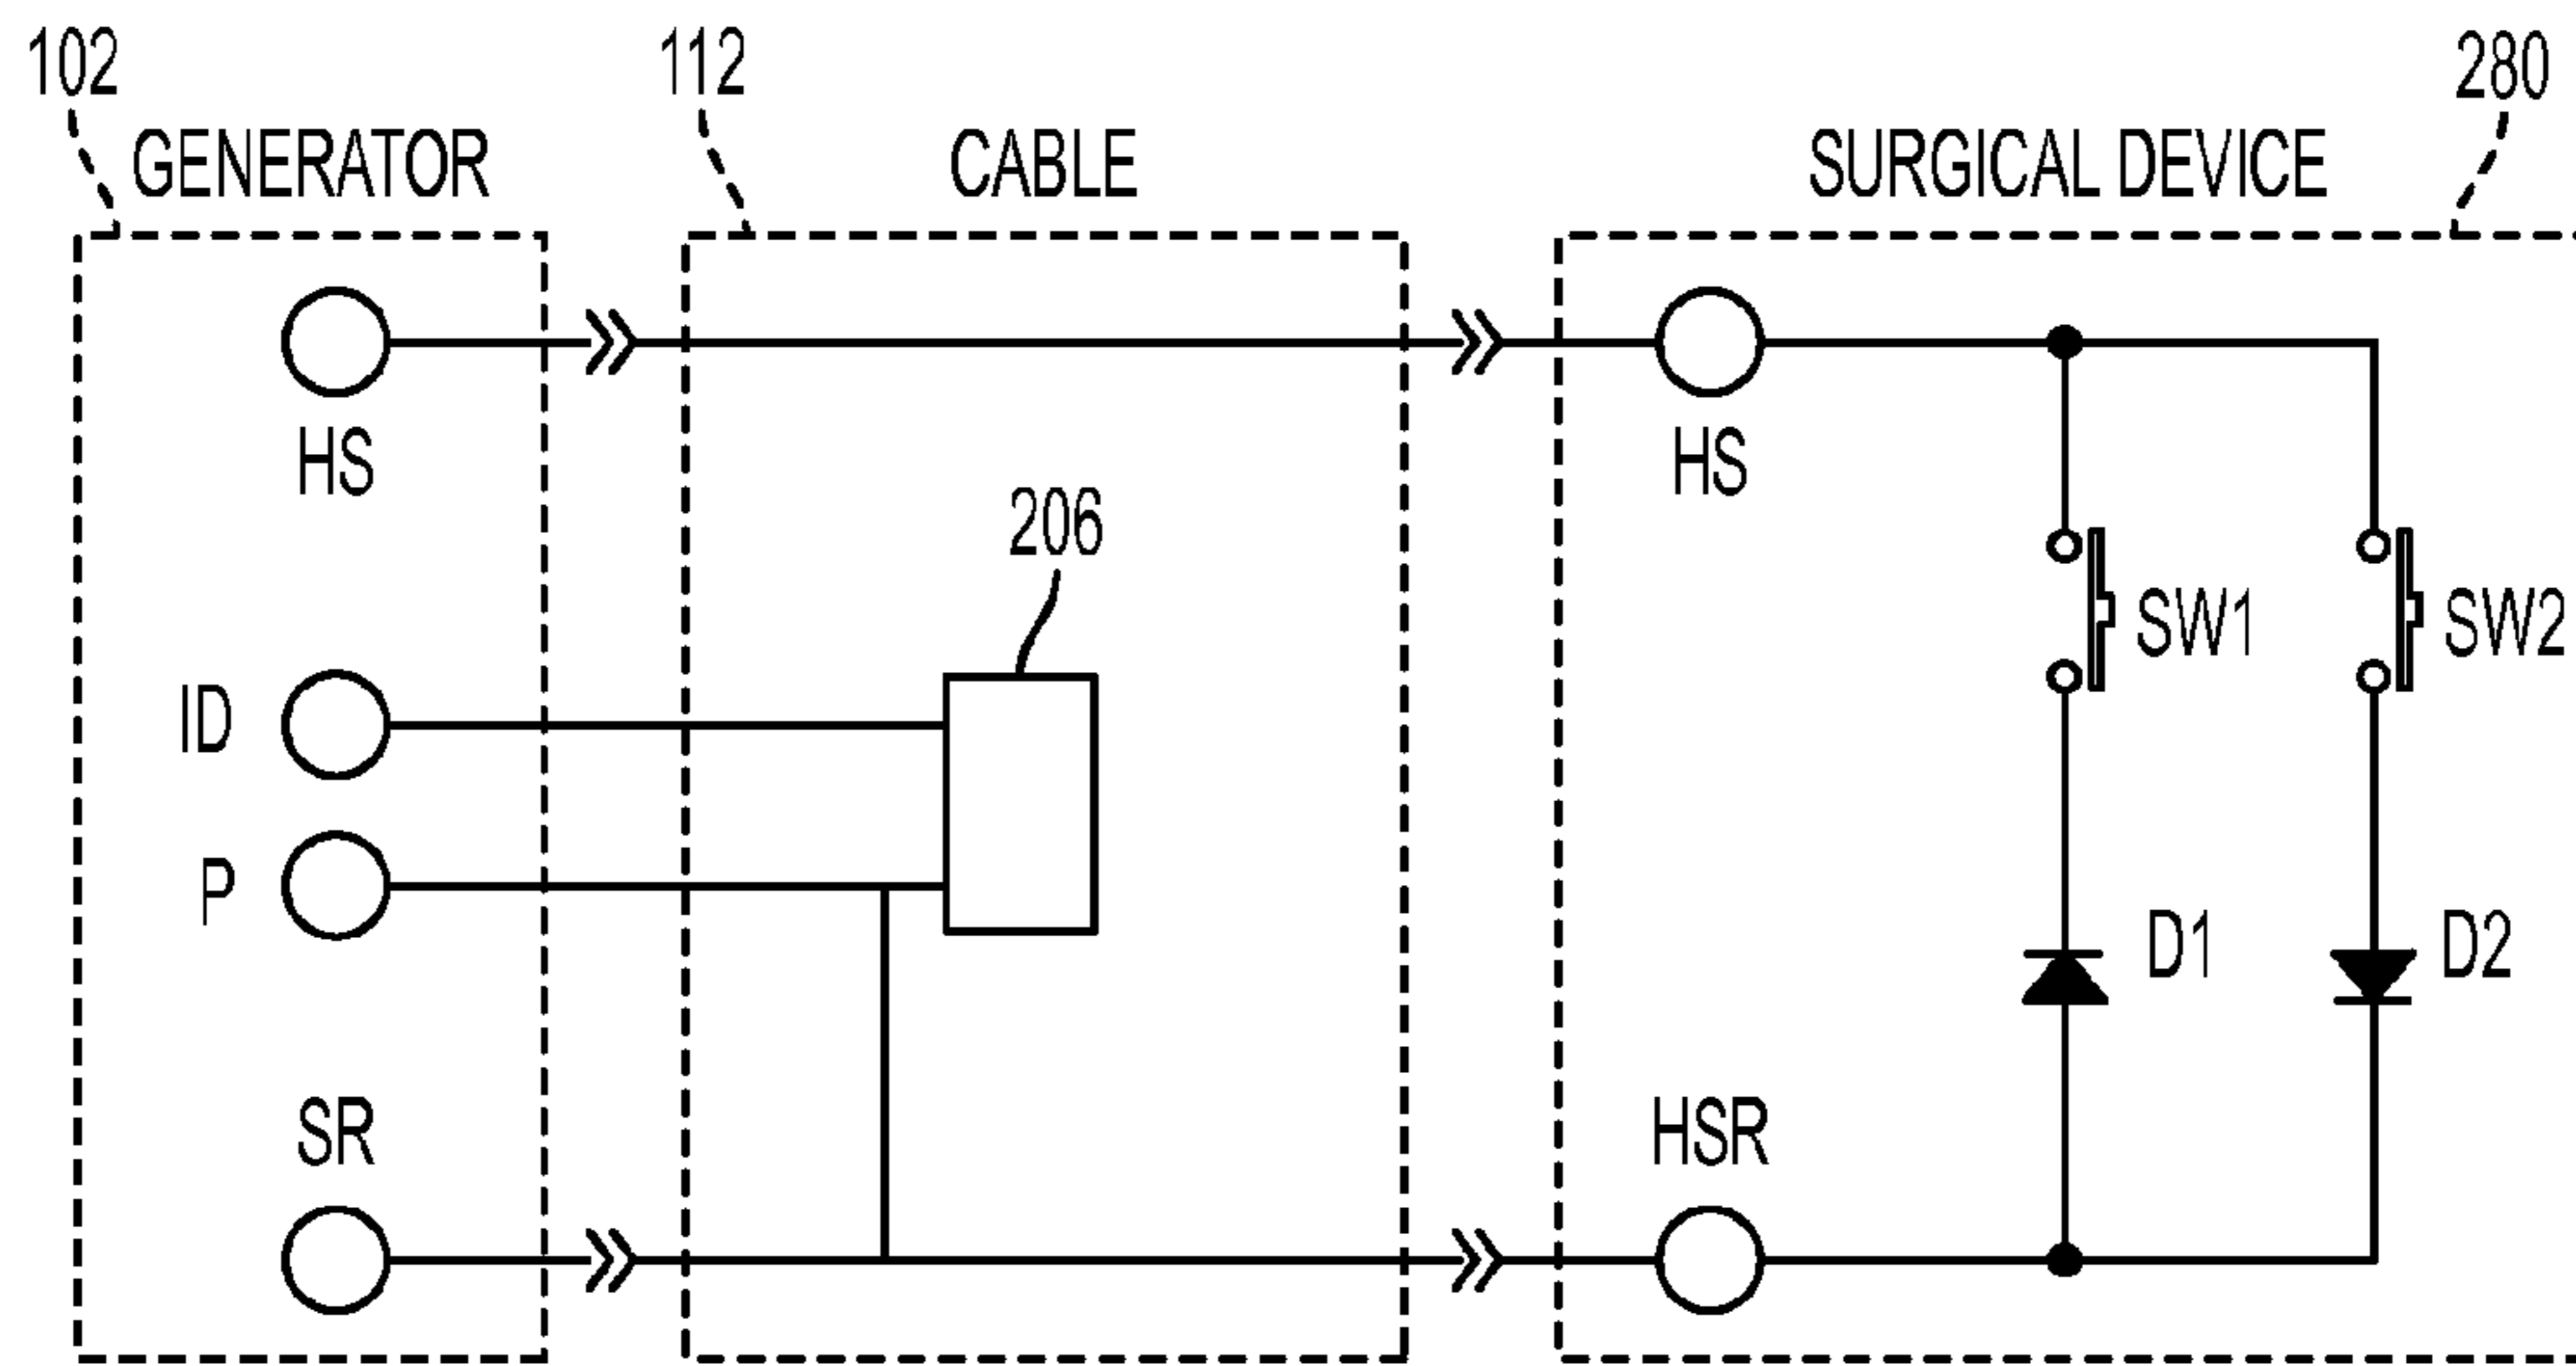 102
112
280
GENERATOR
CABLE
SURGICAL DEVICE
HS
HS
206
SW1
SW2
ID
P
D1
D2
SR
HSR